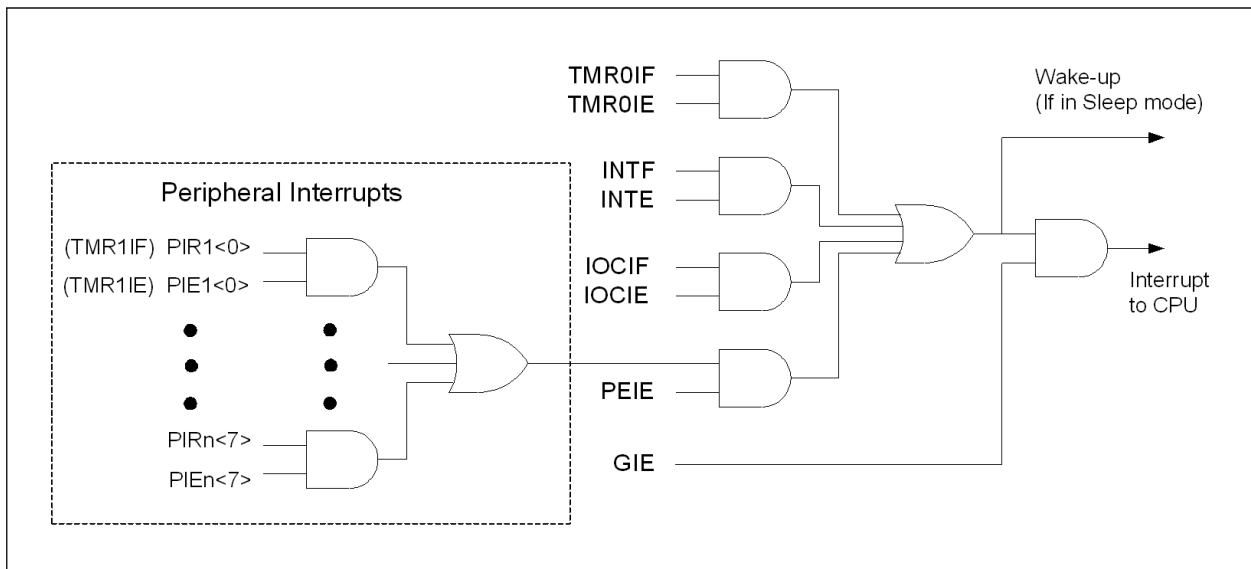 TMR0IF
TMR0IE
Wake-up
(If in Sleep mode)
INTF
INTE
Peripheral Interrupts
(TMR1IF) PIR1<0>
(TMR1IE) PIE1<0>
IOCIF
IOCIE
Interrupt
to CPU
PEIE
PIRn<7>
PIEn<7>
GIE